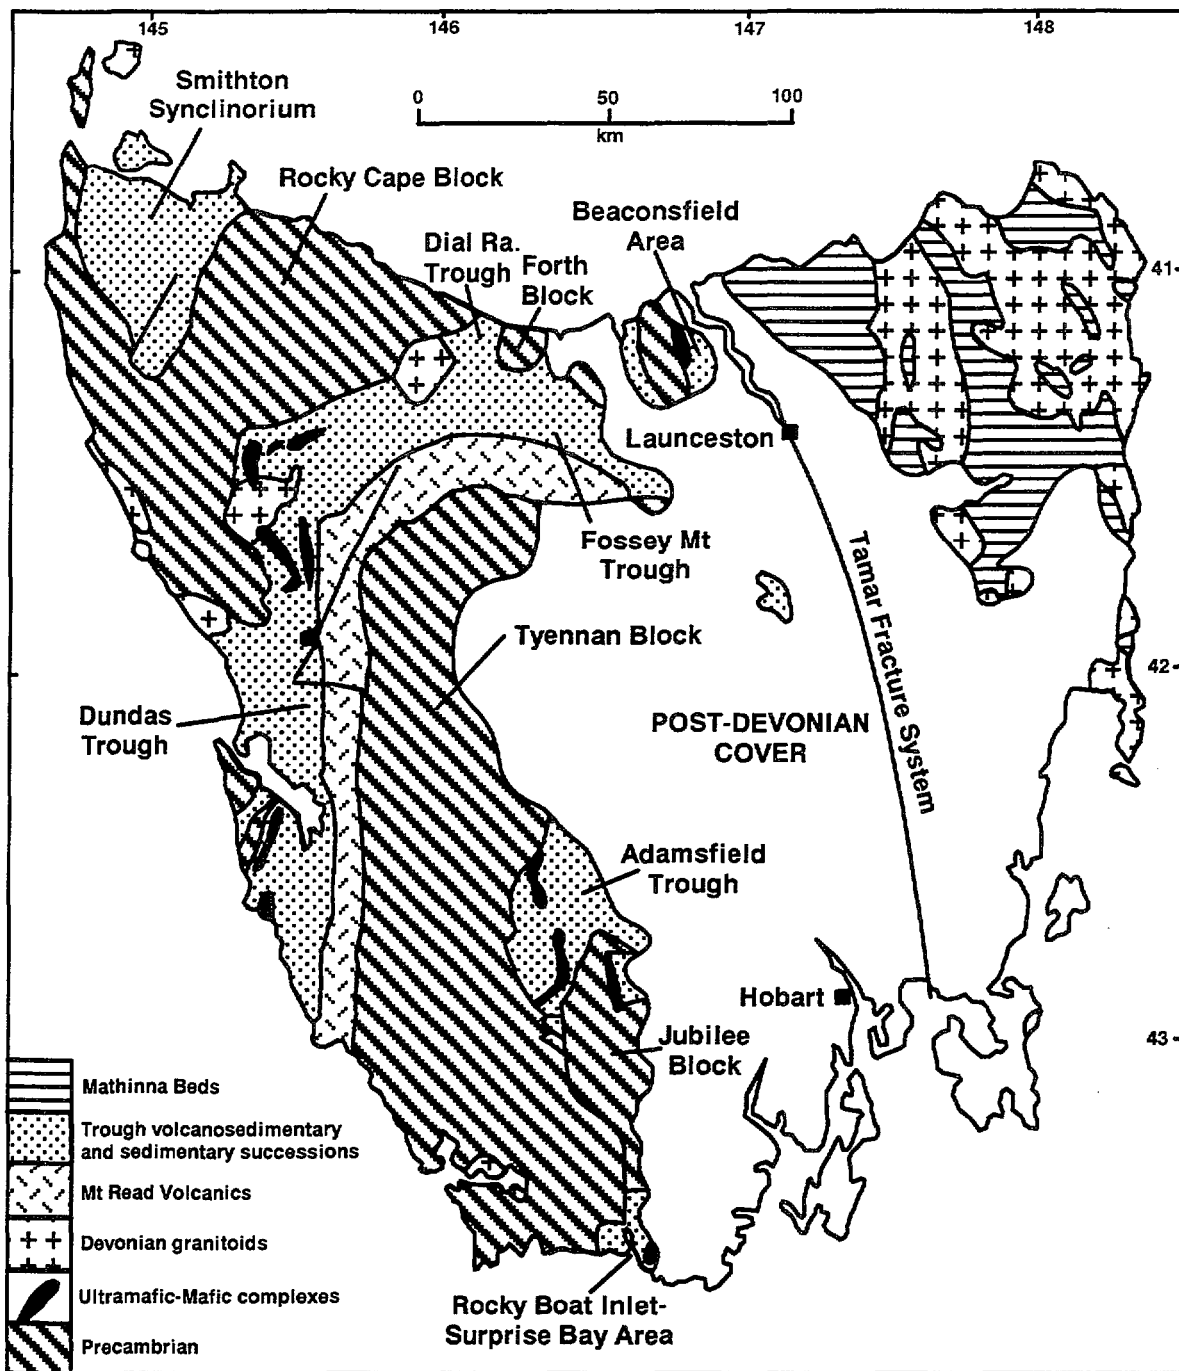 145
146
147
148
Smithton
Synclinorium
0
50
100
km
Rocky Cape Block
Beaconsfield
Area
Dial Ra.
Trough
Forth
Block
41
Launceston
Fossey Mt
Trough
Tamar Fracture System
Tyennan Block
42
Dundas
Trough
POST-DEVONIAN
COVER
Adamsfield
Trough
Hobart
43
Jubilee
Block
Mathinna Beds
Trough volcanosedimentary
and sedimentary successions
Mt Read Volcanics
Devonian granitoids
Ultramafic-Mafic complexes
Precambrian
Rocky Boat Inlet-
Surprise Bay Area